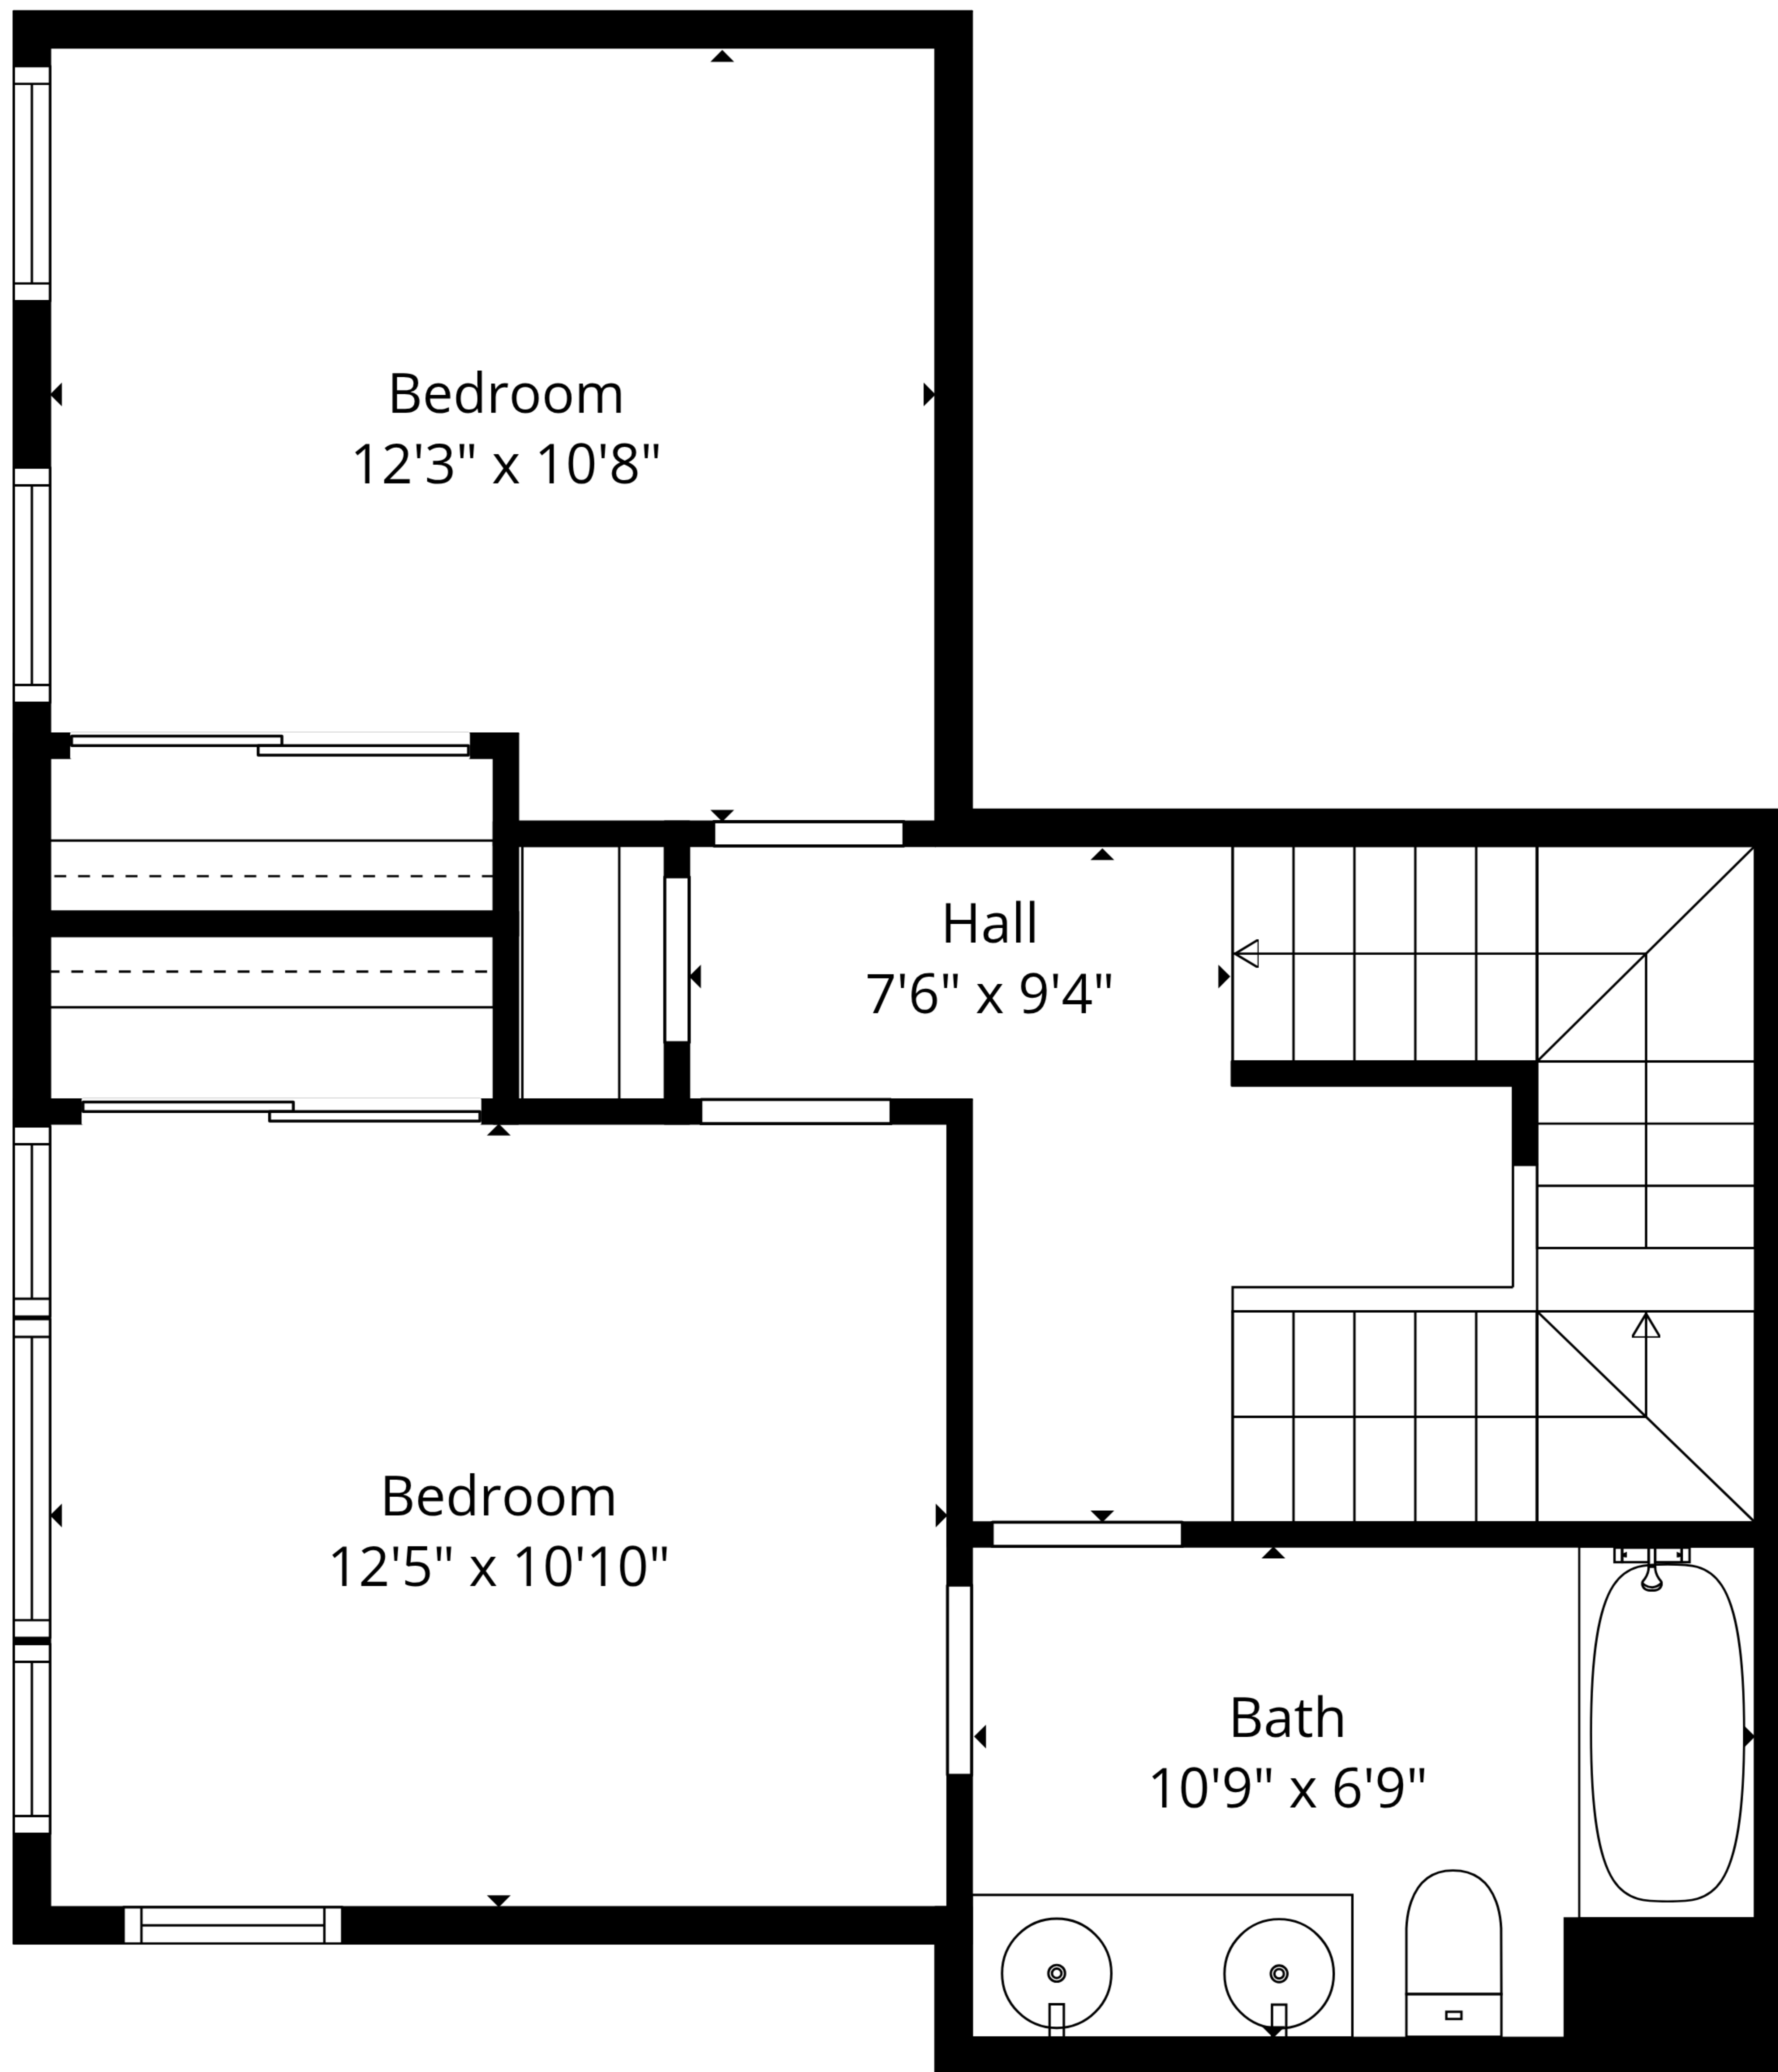 Bedroom
12'3" x 10'8"
Hall
7'6" x 9'4"
Bedroom
12'5" x 10'10"
Bath
10'9" x 6'9"